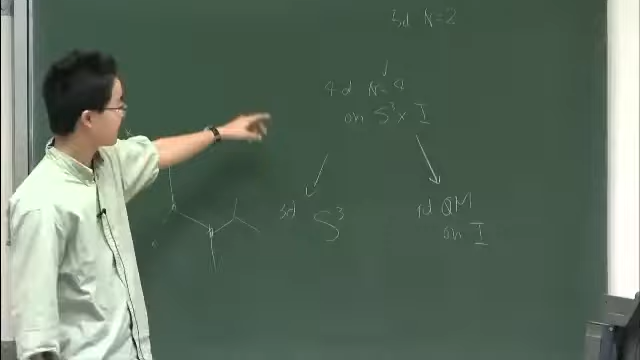 5d N=2
4d N=4
on S³ × I
3d S³
1d QM
on I